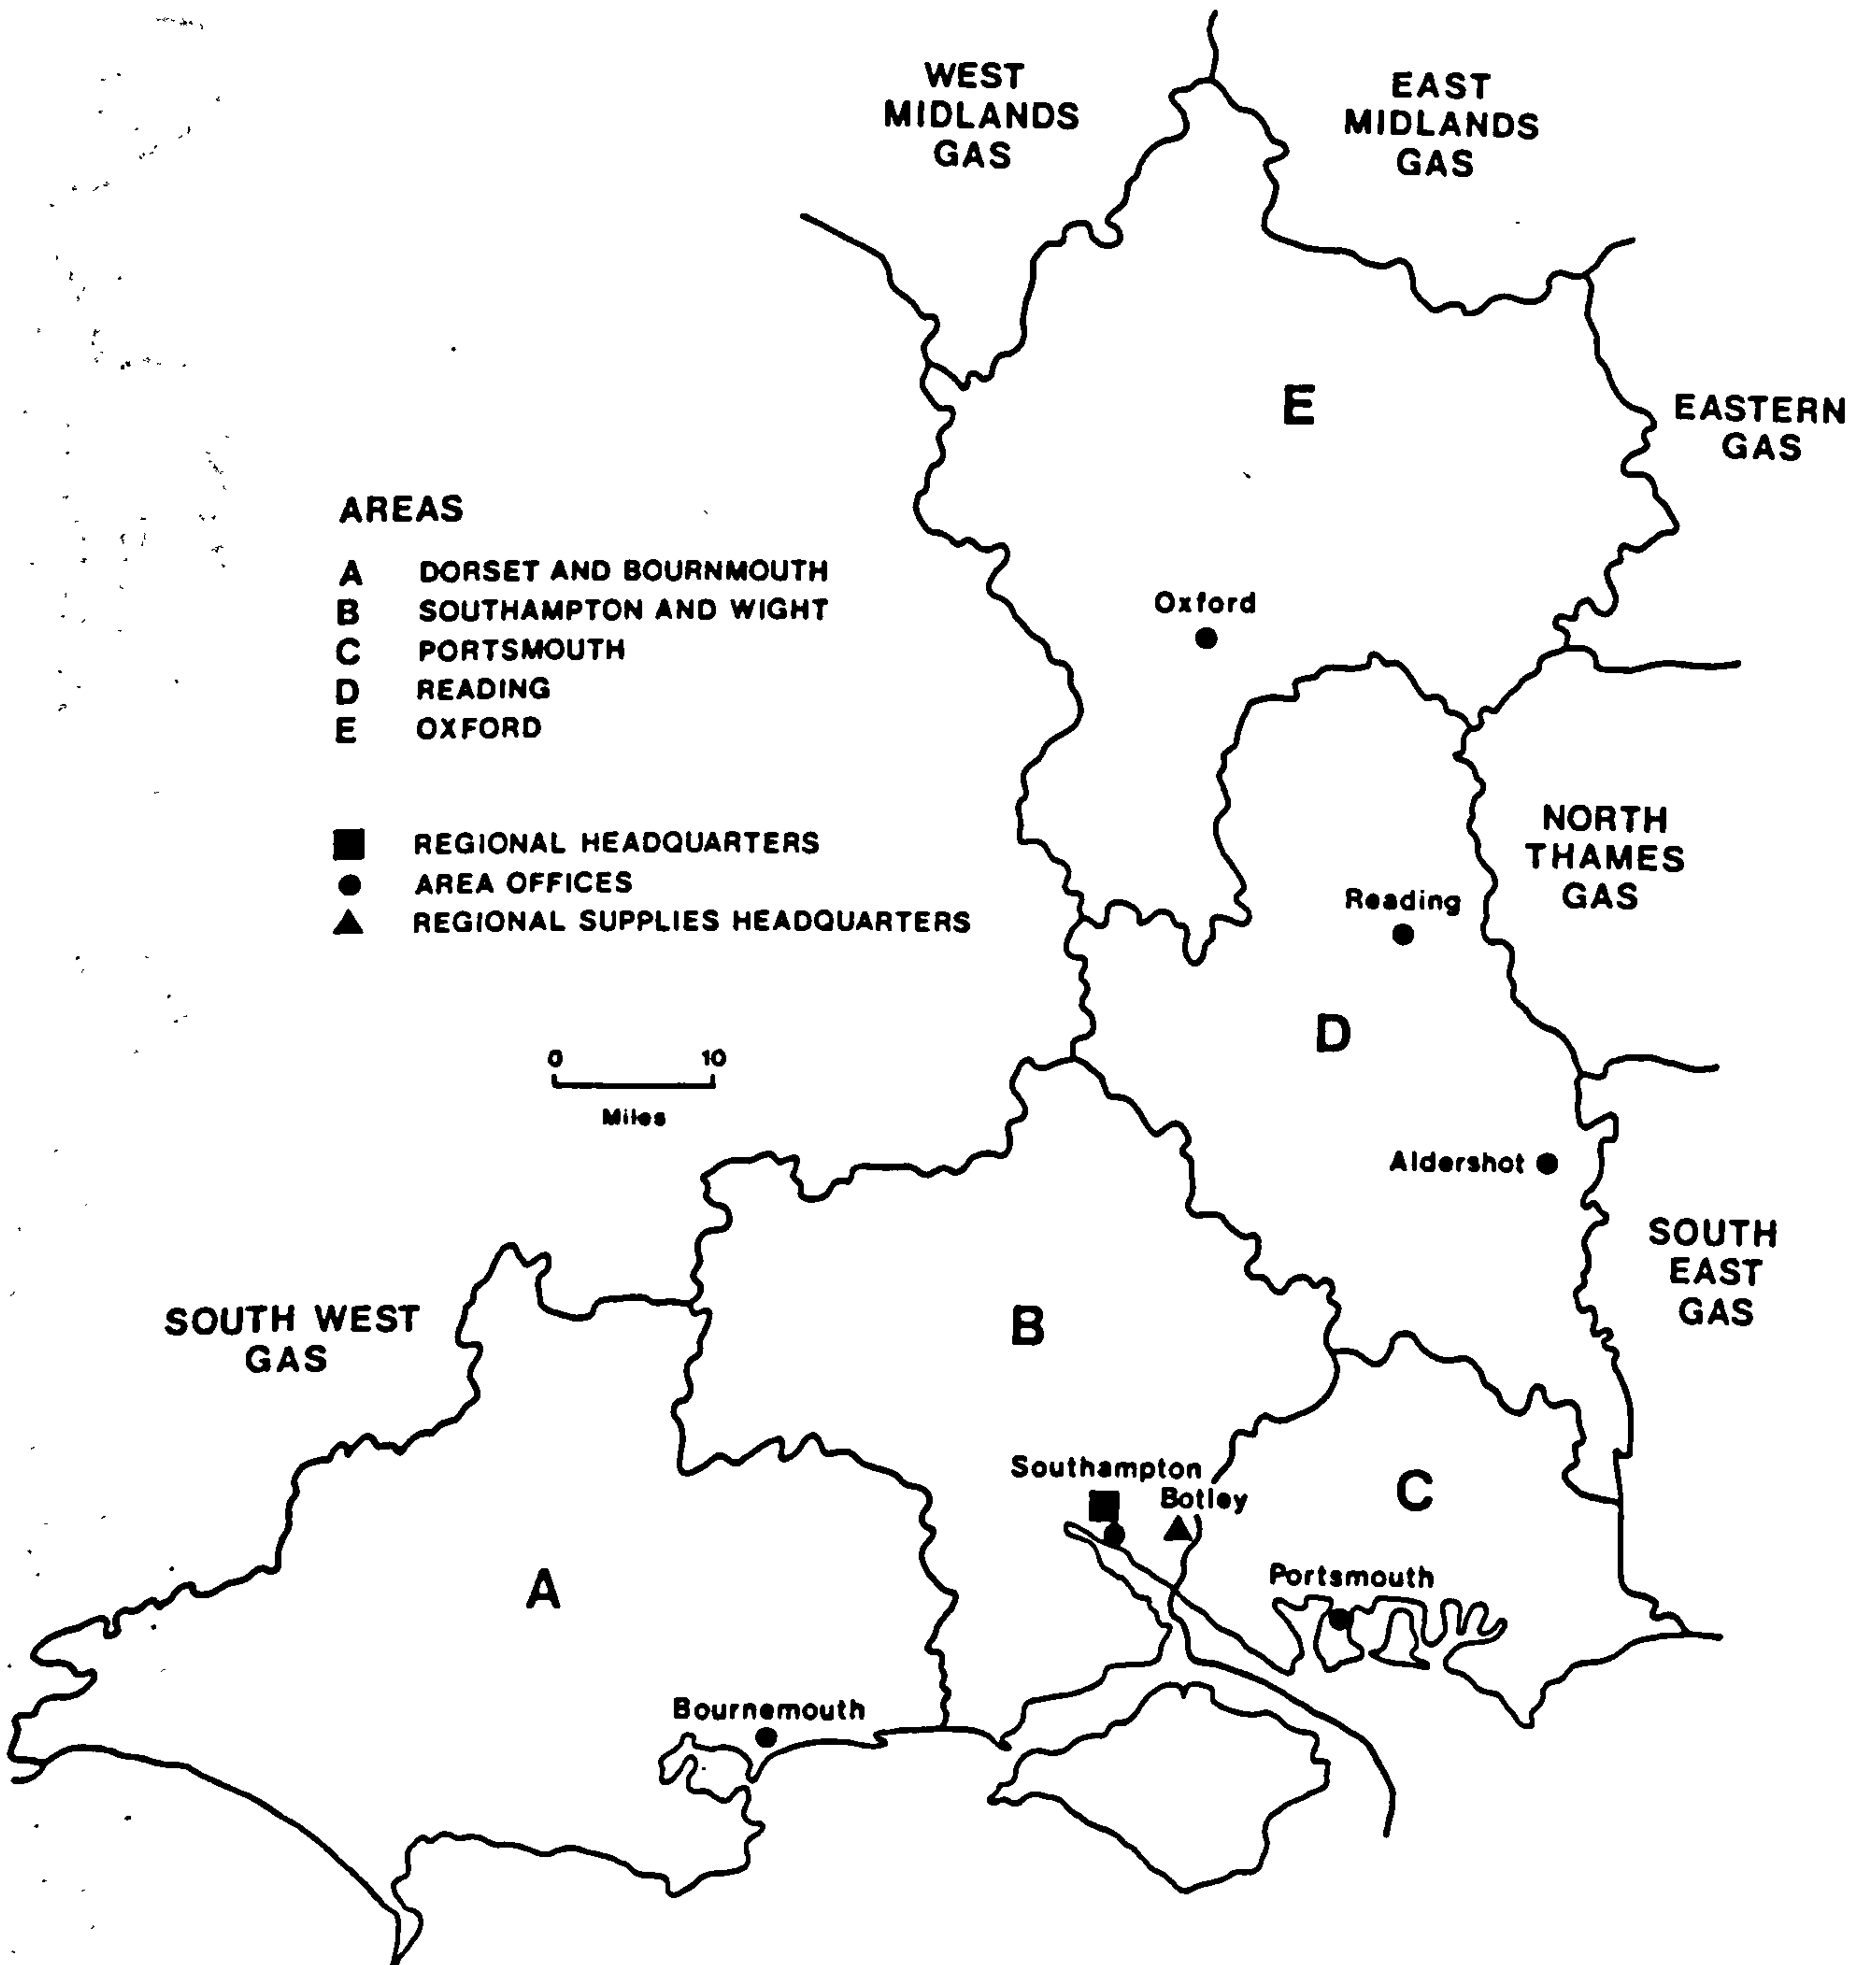 WEST
MIDLANDS
GAS
EAST
MIDLANDS
GAS
E
EASTERN
GAS
AREAS
A DORSET AND BOURNMOUTH
B SOUTHAMPTON AND WIGHT
C PORTSMOUTH
D READING
E OXFORD
Oxford
REGIONAL HEADQUARTERS
AREA OFFICES
REGIONAL SUPPLIES HEADQUARTERS
NORTH
THAMES
GAS
Reading
D
0 10
Miles
Aldershot
SOUTH
EAST
GAS
SOUTH WEST
GAS
B
Southampton
Botley
C
A
Portsmouth
Bournemouth